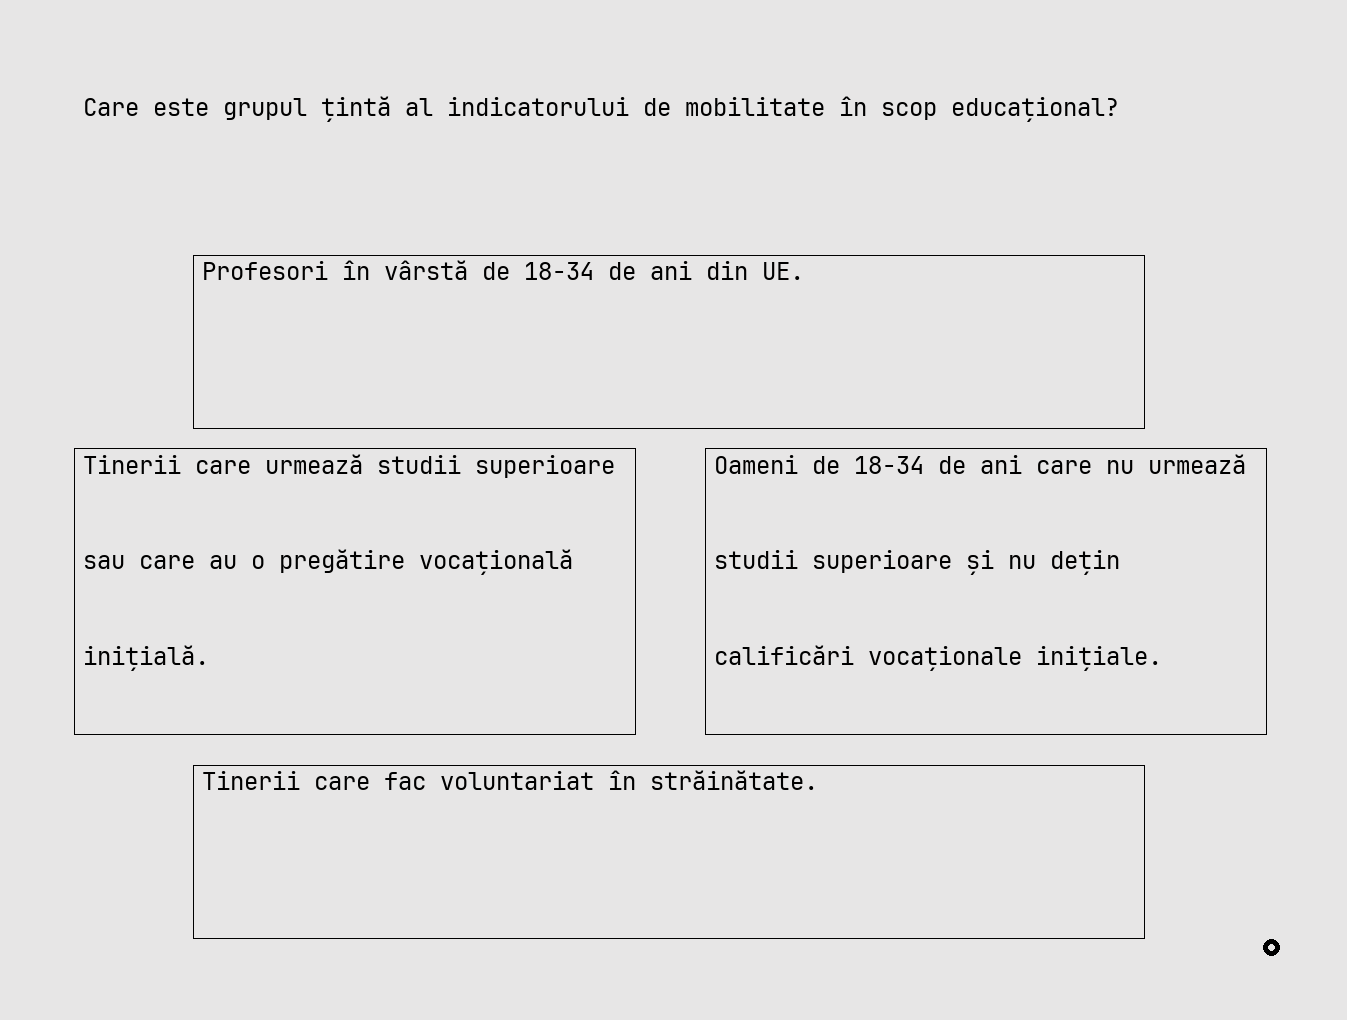 Care este grupul țintă al indicatorului de mobilitate în scop educațional?
Profesori în vârstă de 18-34 de ani din UE.
Tinerii care urmează studii superioare
sau care au o pregătire vocațională
inițială.
Oameni de 18-34 de ani care nu urmează
studii superioare și nu dețin
calificări vocaționale inițiale.
Tinerii care fac voluntariat în străinătate.